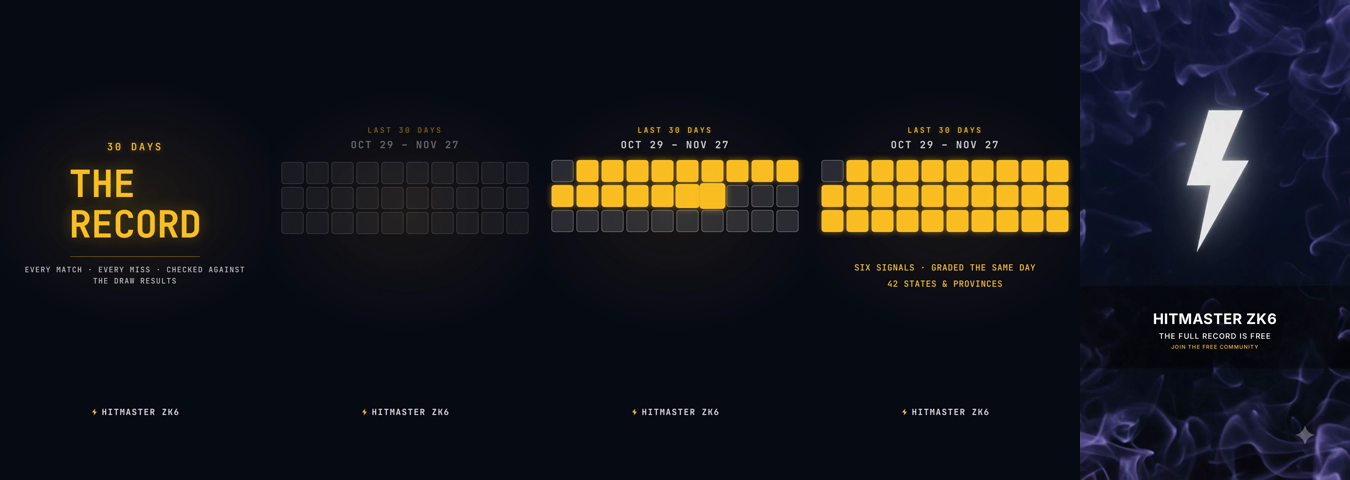 30 DAYS
THE
RECORD
EVERY MATCH · EVERY MISS · CHECKED AGAINST
THE DRAW RESULTS
HITMASTER ZK6
LAST 30 DAYS
OCT 29 – NOV 27
HITMASTER ZK6
LAST 30 DAYS
OCT 29 – NOV 27
HITMASTER ZK6
LAST 30 DAYS
OCT 29 – NOV 27
SIX SIGNALS · GRADED THE SAME DAY
42 STATES & PROVINCES
HITMASTER ZK6
HITMASTER ZK6
THE FULL RECORD IS FREE
JOIN THE FREE COMMUNITY